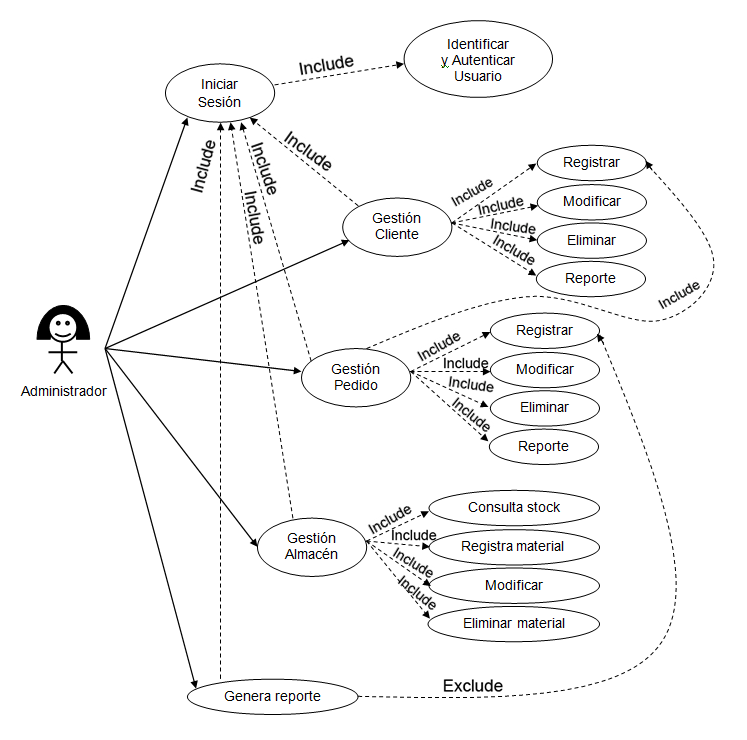 Identificar
y Autenticar
Usuario
Include
Iniciar
Sesión
Include
Include
Include
Include
Registrar
Include
Modificar
Include
Gestión
Cliente
Include
Eliminar
Include
Reporte
Include
Administrador
Registrar
Include
Gestión
Pedido
Include
Modificar
Include
Eliminar
Include
Reporte
Consulta stock
Include
Gestión
Almacén
Include
Registra material
Include
Modificar
Include
Eliminar material
Genera reporte
Exclude